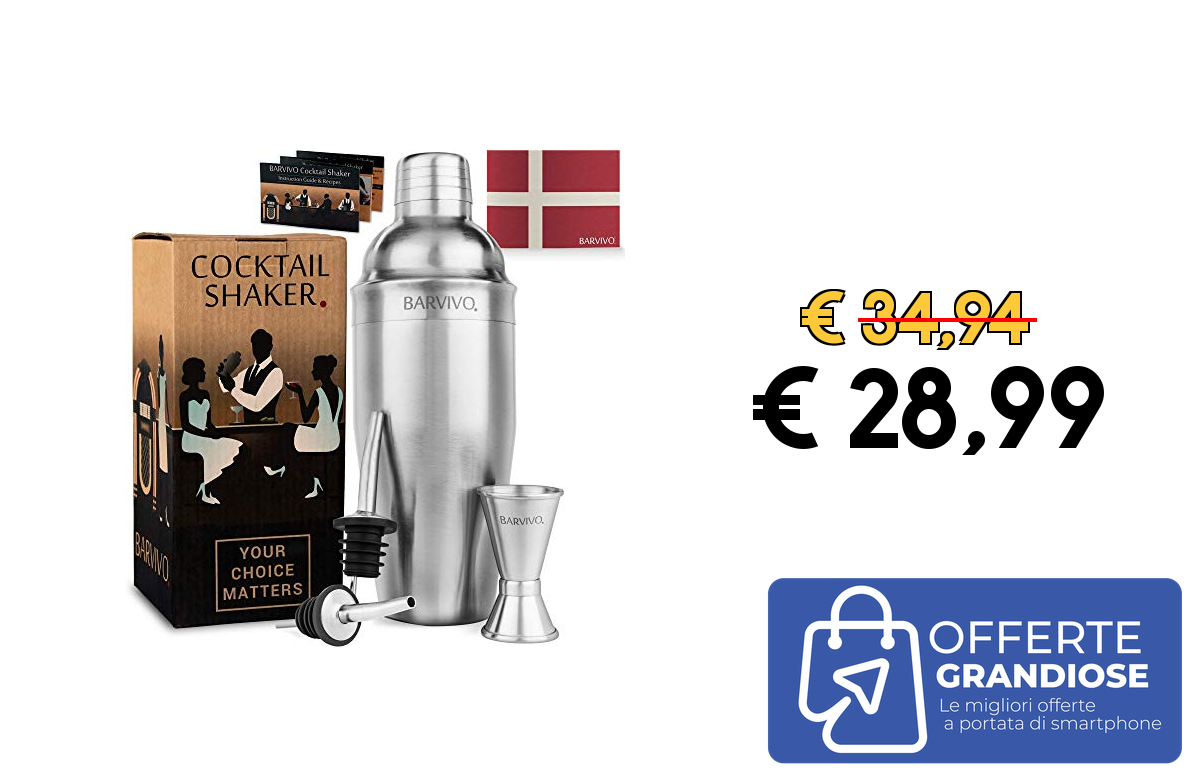 BARVIVO Cocktail Shaker
Instruction Guide & Recipes
BARVIVO
COCKTAIL
SHAKER.
BARVIVO.
BARVIVO
YOUR
CHOICE
MATTERS
BARVIVO.
€ 34,94
€ 28,99
OFFERTE
GRANDIOSE
Le migliori offerte
a portata di smartphone